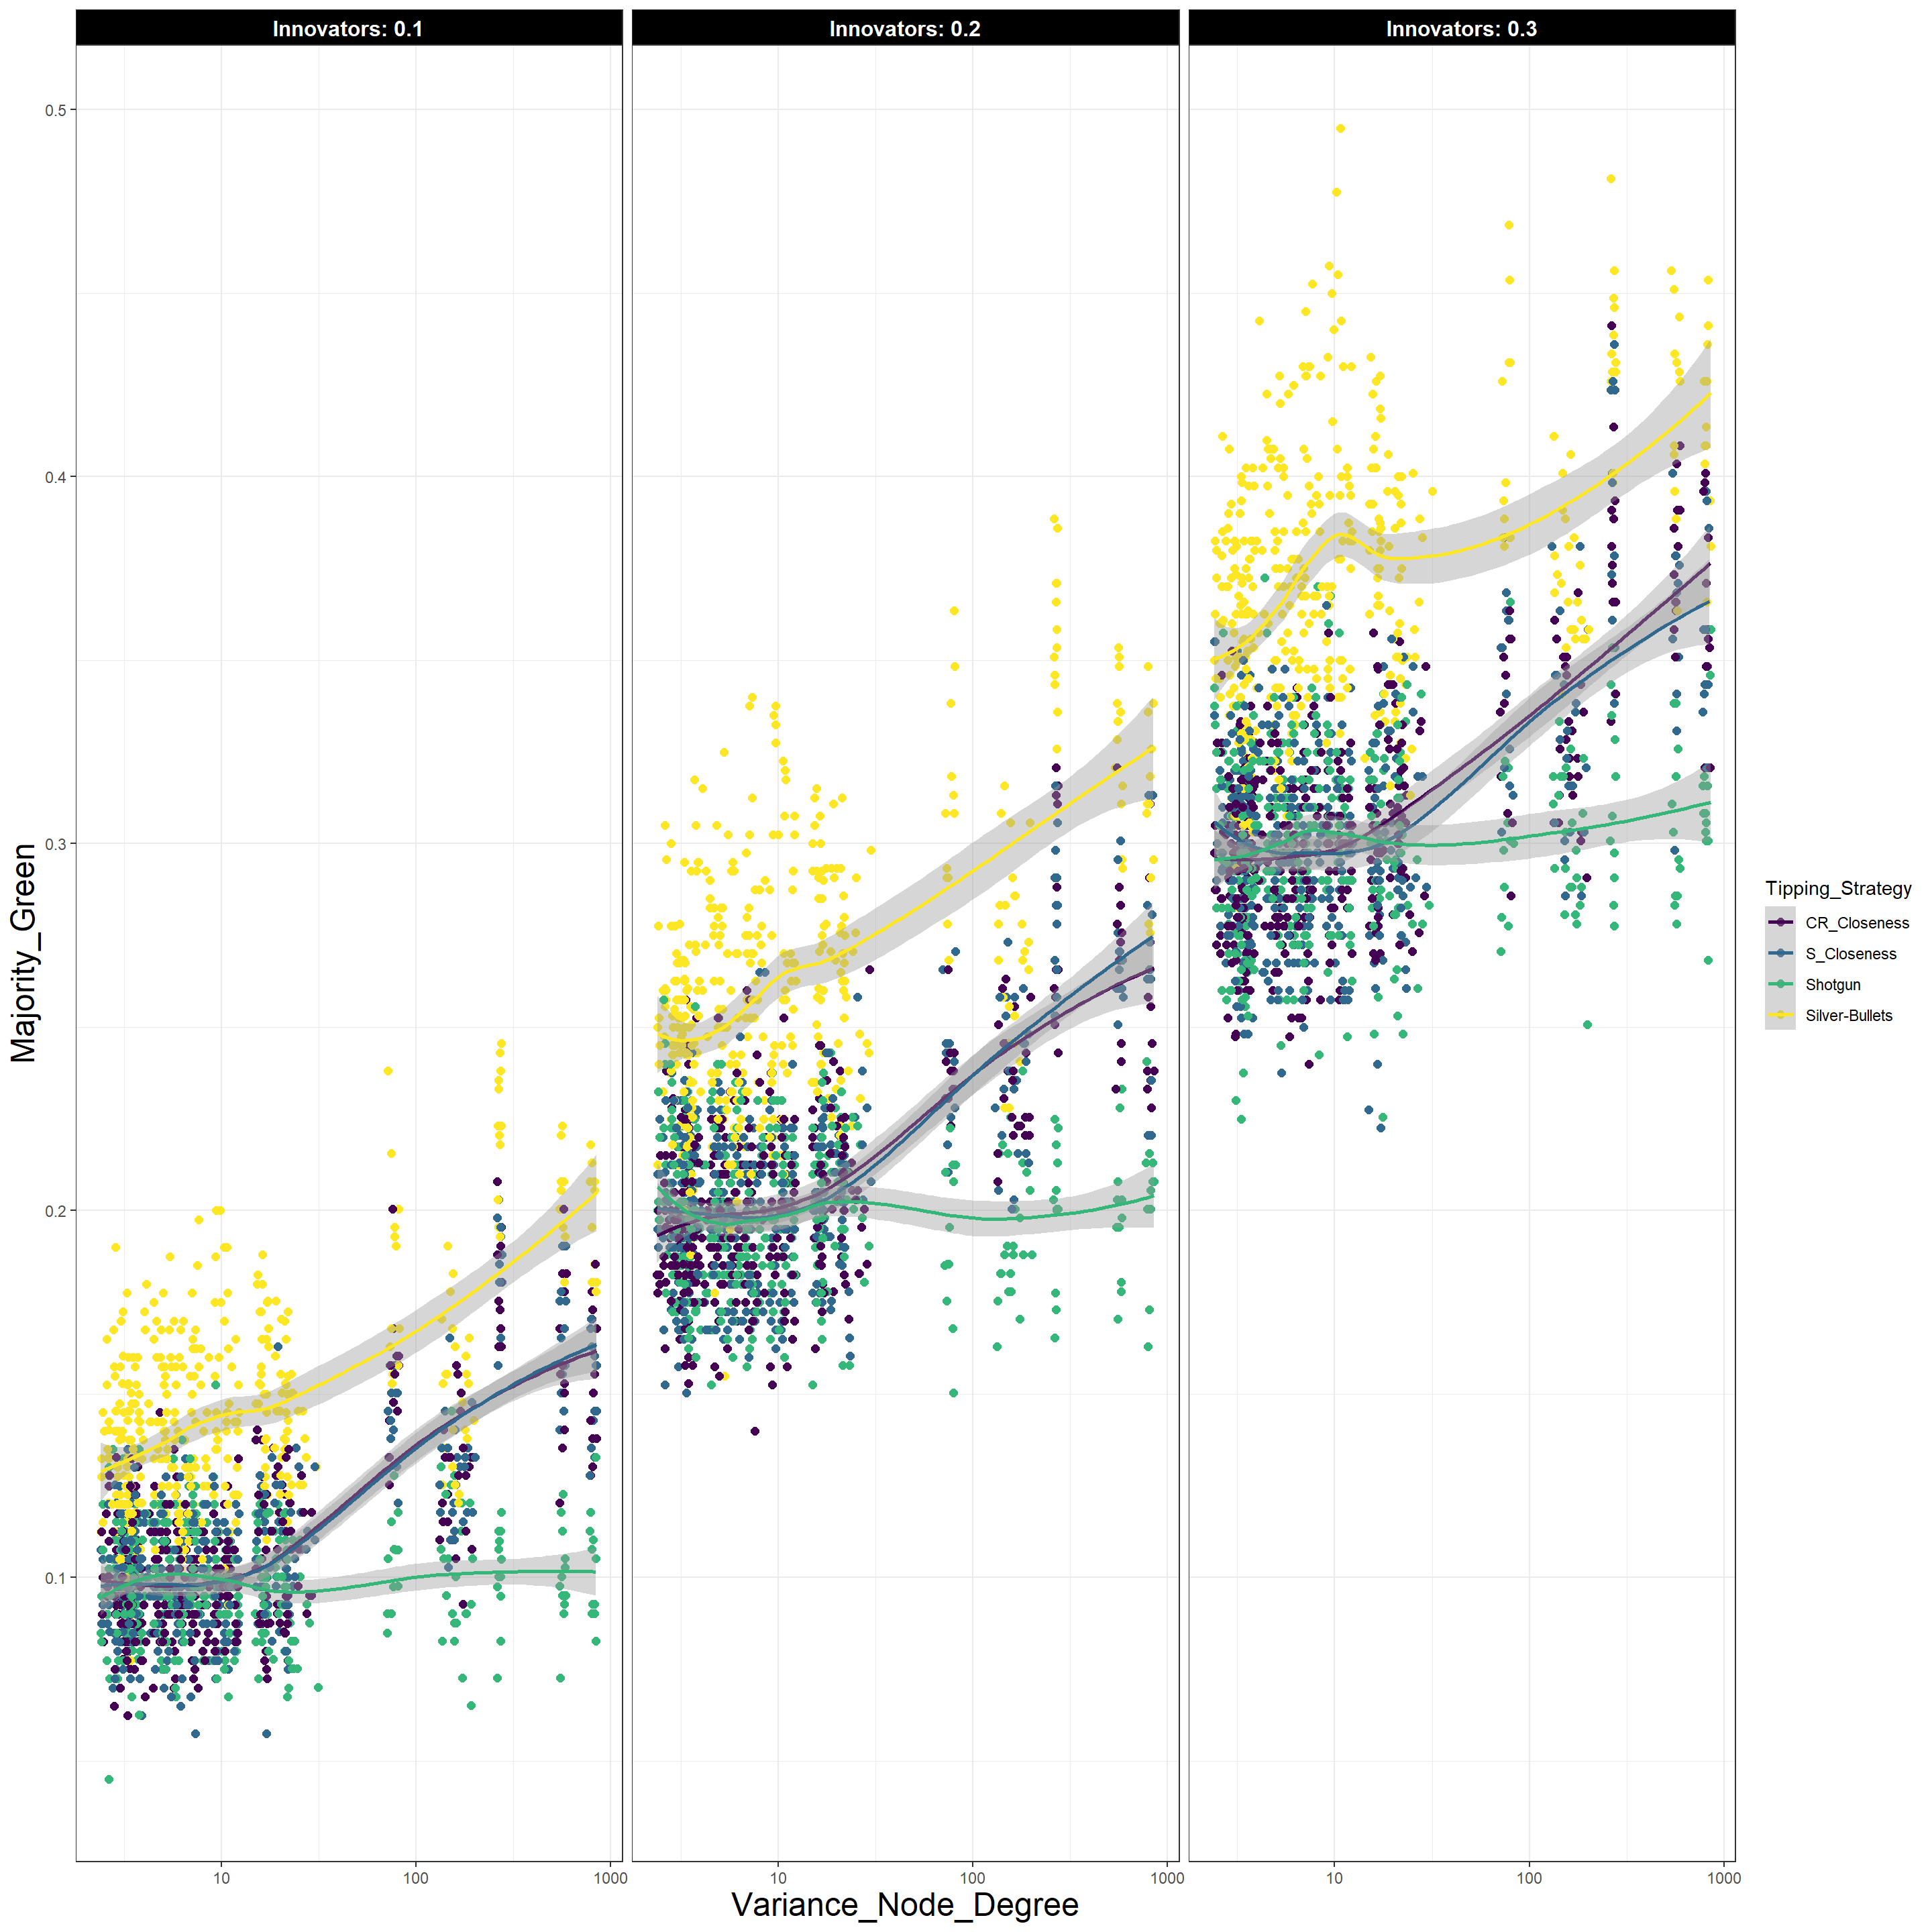 Innovators: 0.1
Innovators: 0.2
Innovators: 0.3
0.5
0.4
0.3
0.2
0.1
Majority_Green
10
100
1000
10
100
1000
10
100
1000
Variance_Node_Degree
Tipping_Strategy
CR_Closeness
S_Closeness
Shotgun
Silver-Bullets